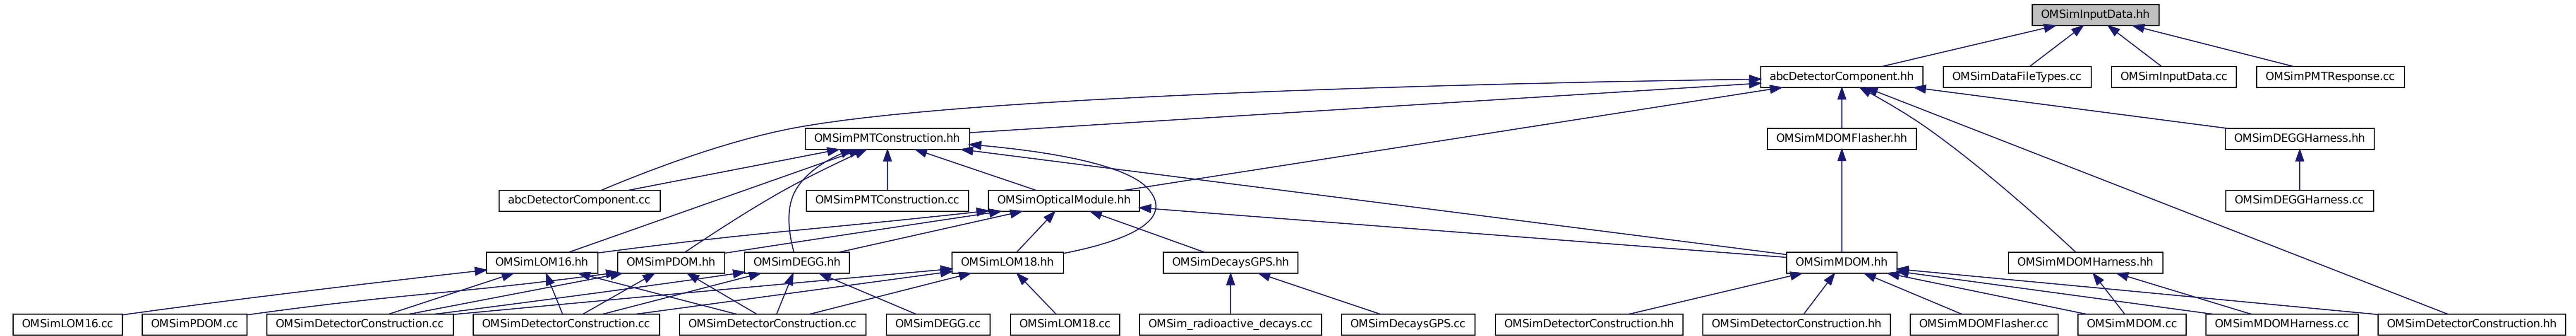 OMSimInputData.hh
abcDetectorComponent.hh
OMSimDataFileTypes.cc
OMSimInputData.cc
OMSimPMTResponse.cc
OMSimPMTConstruction.hh
OMSimMDOMFlasher.hh
OMSimDEGGHarness.hh
abcDetectorComponent.cc
OMSimPMTConstruction.cc
OMSimOpticalModule.hh
OMSimDEGGHarness.cc
OMSimLOM16.hh
OMSimPDOM.hh
OMSimDEGG.hh
OMSimLOM18.hh
OMSimDecaysGPS.hh
OMSimMDOM.hh
OMSimMDOMHarness.hh
OMSimLOM16.cc
OMSimPDOM.cc
OMSimDetectorConstruction.cc
OMSimDetectorConstruction.cc
OMSimDetectorConstruction.cc
OMSimDEGG.cc
OMSimLOM18.cc
OMSim_radioactive_decays.cc
OMSimDecaysGPS.cc
OMSimDetectorConstruction.hh
OMSimDetectorConstruction.hh
OMSimMDOMFlasher.cc
OMSimMDOM.cc
OMSimMDOMHarness.cc
OMSimDetectorConstruction.hh